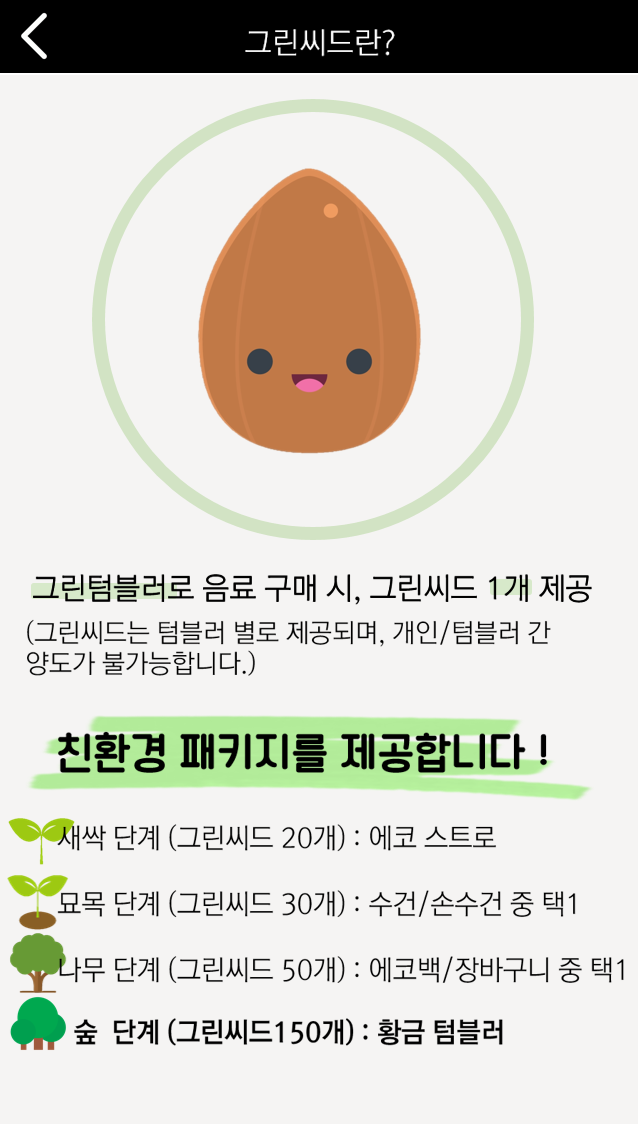 그린씨드란?
그린텀블러로 음료 구매 시, 그린씨드 1개 제공
(그린씨드는 텀블러 별로 제공되며, 개인/텀블러 간
양도가 불가능합니다.)
친환경 패키지를 제공합니다 !
새싹 단계 (그린씨드 20개) : 에코 스트로
묘목 단계 (그린씨드 30개) : 수건/손수건 중 택1
나무 단계 (그린씨드 50개) : 에코백/장바구니 중 택1
숲 단계 (그린씨드150개) : 황금 텀블러